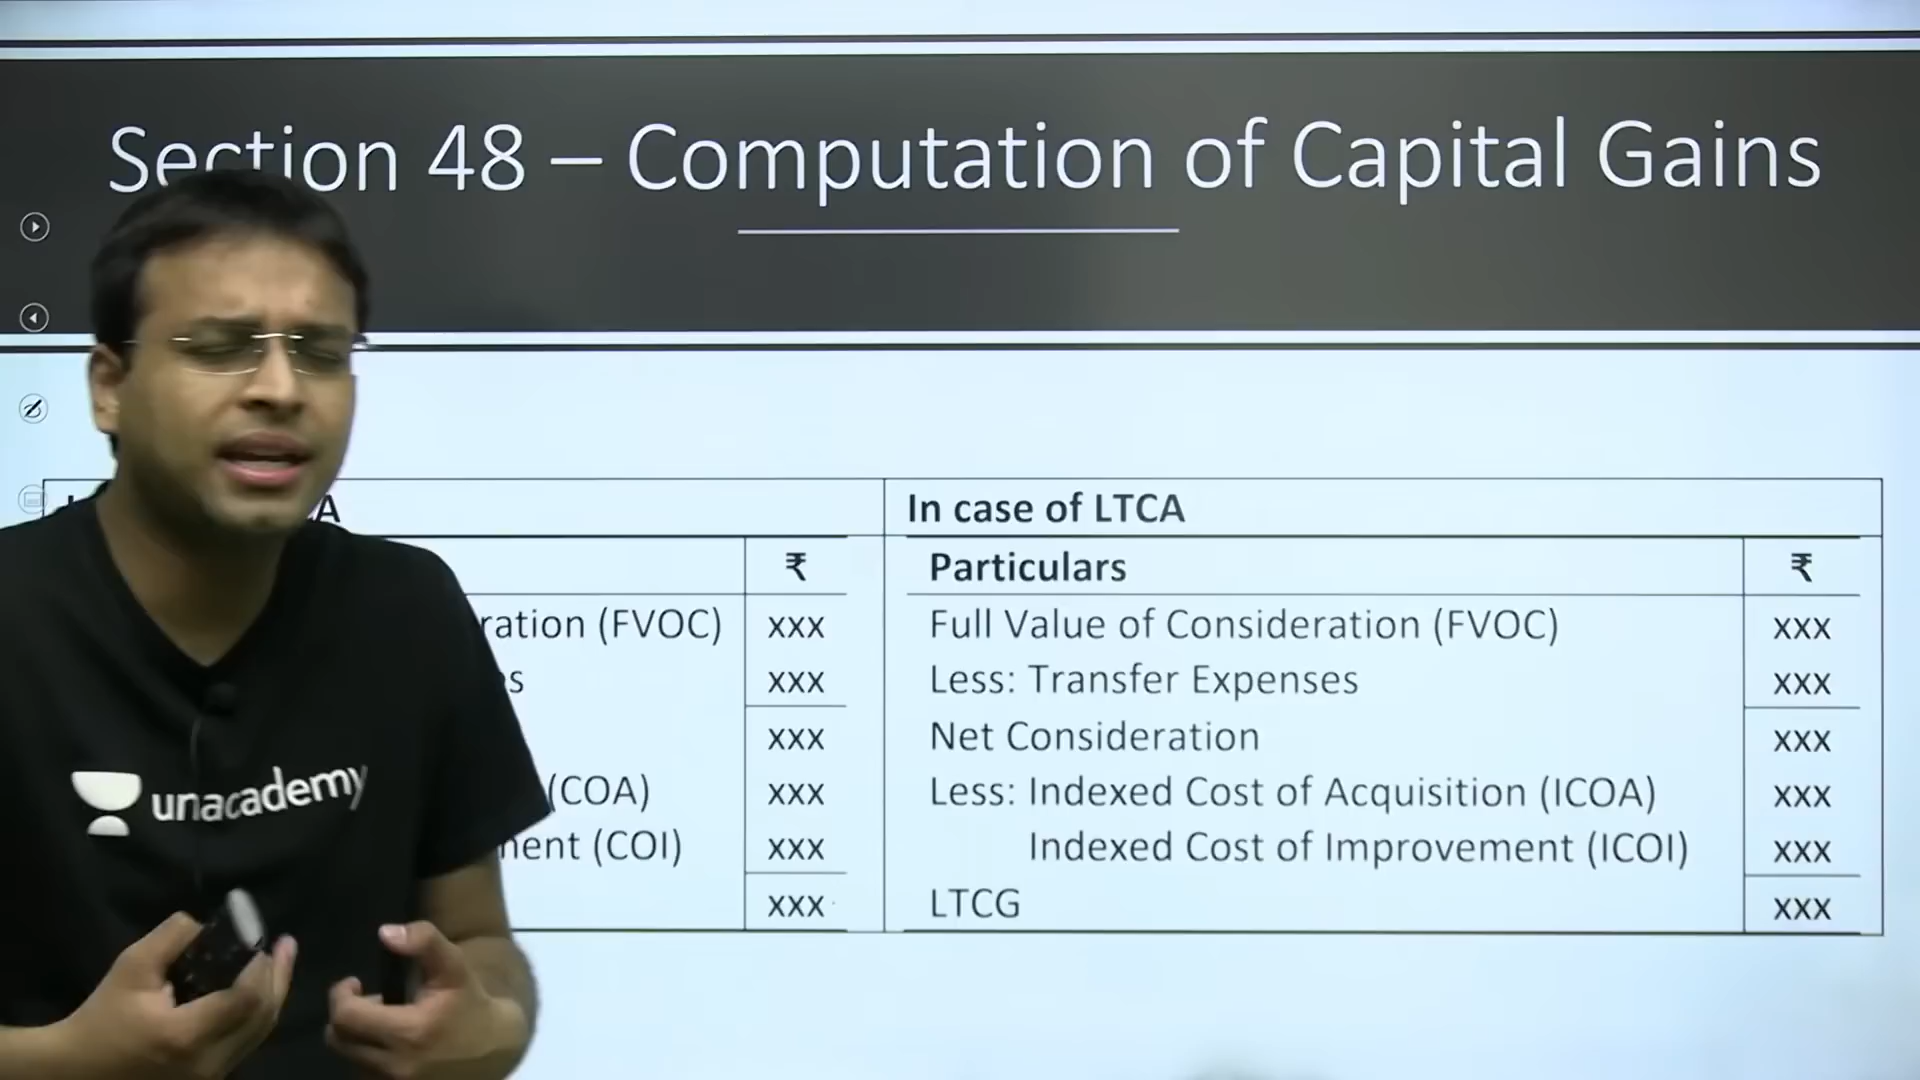 Section 48 – Computation of Capital Gains
In case of LTCA
₹
Particulars
₹
(FVOC)
xxx
Full Value of Consideration (FVOC)
xxx
xxx
Less: Transfer Expenses
xxx
xxx
Net Consideration
xxx
(COA)
xxx
Less: Indexed Cost of Acquisition (ICOA)
xxx
(COI)
xxx
Indexed Cost of Improvement (ICOI)
xxx
xxx
LTCG
xxx
unacademy